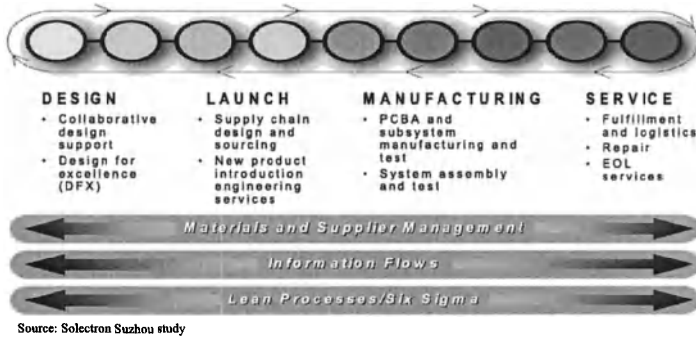 DESIGN
• Collaborative
design
support
• Design for
excellence
(DFX)
LAUNCH
• Supply chain
design and
sourcing
• New product
introduction
engineering
services
MANUFACTURING
• PCBA and
subsystem
manufacturing and
test
• System assembly
and test
SERVICE
• Fulfillment
and logistics
• Repair
• EOL
services
Materials and Supplier Management
Information Flows
Lean Processes/Six Sigma
Source: Solectron Suzhou study